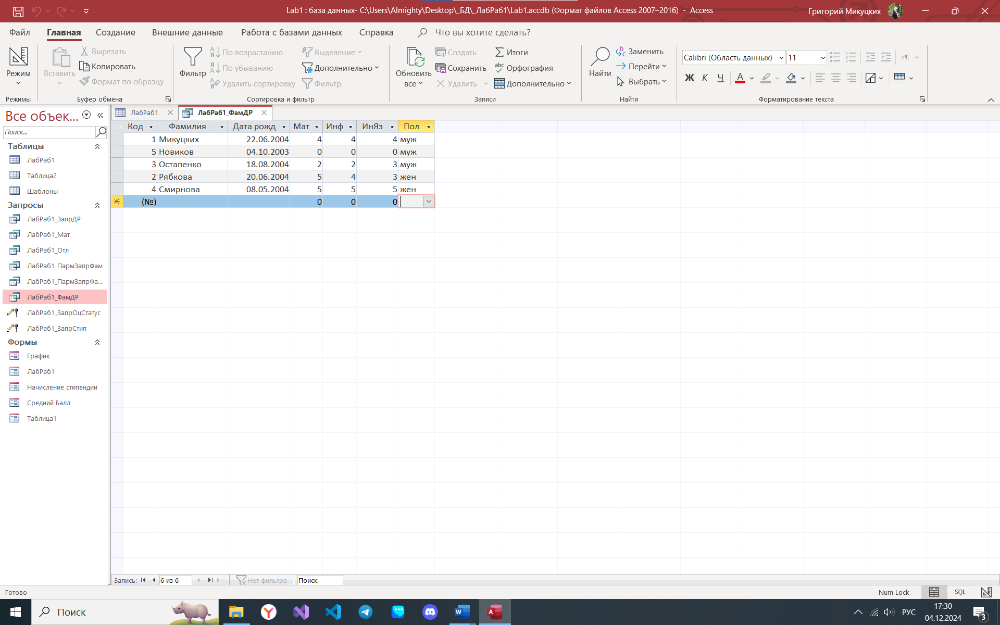 Lab1 : база данных- C:\Users\Almighty\Desktop\_БД\_ЛабРаб1\Lab1.accdb (Формат файлов Access 2007–2016) - Access
Григорий Микуцких
Файл Главная Создание Внешние данные Работа с базами данных Справка Что вы хотите сделать?
Режим
Режимы
Вставить
Вырезать
Копировать
Формат по образцу
Буфер обмена
Фильтр
По возрастанию
По убыванию
Удалить сортировку
Выделение
Дополнительно
Фильтр
Сортировка и фильтр
Обновить
все
Создать
Сохранить
Удалить
Итоги
Орфография
Дополнительно
Записи
Найти
Заменить
Перейти
Выбрать
Найти
Calibri (Область данных) 11
Ж К Ч А
Форматирование текста
Все объек...
Поиск...
Таблицы
ЛабРаб1
Таблица2
Шаблоны
Запросы
ЛабРаб1_ЗапрДР
ЛабРаб1_Мат
ЛабРаб1_Отл
ЛабРаб1_ПармЗапрФам
ЛабРаб1_ПармЗапрФа...
ЛабРаб1_ФамДР
ЛабРаб1_ЗапрОцСтатус
ЛабРаб1_ЗапрСтип
Формы
График
ЛабРаб1
Начисление стипендии
Средний Балл
Таблица1
ЛабРаб1 ЛабРаб1_ФамДР
Код Фамилия Дата рожд Мат Инф ИнЯз Пол
1 Микуцких 22.06.2004 4 4 4 муж
5 Новиков 04.10.2003 0 0 0 муж
3 Остапенко 18.08.2004 2 2 3 муж
2 Рябкова 20.06.2004 5 4 3 жен
4 Смирнова 08.05.2004 5 5 5 жен
(№) 0 0 0
Запись: 6 из 6 Нет фильтра Поиск
Готово Num Lock SQL
Поиск
РУС
17:30
04.12.2024
3